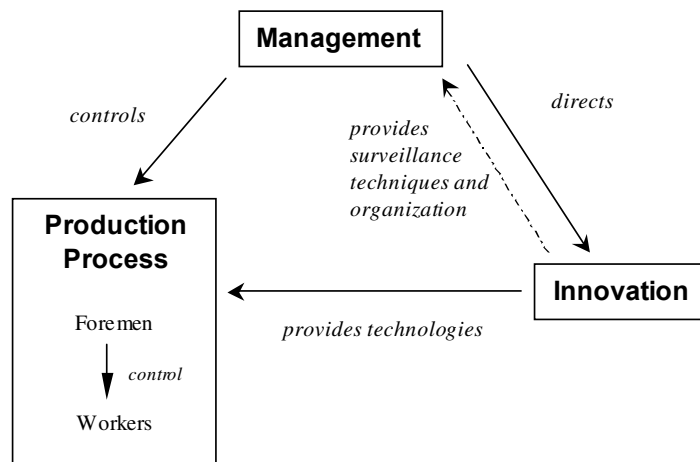 Management
controls
directs
provides
surveillance
techniques and
organization
Production
Process
Innovation
Foremen
provides technologies
control
Workers